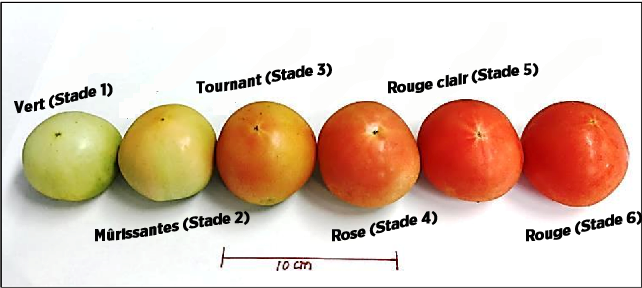 Vert (Stade 1)
Mûrissantes (Stade 2)
Tournant (Stade 3)
Rose (Stade 4)
Rouge clair (Stade 5)
Rouge (Stade 6)
10 cm